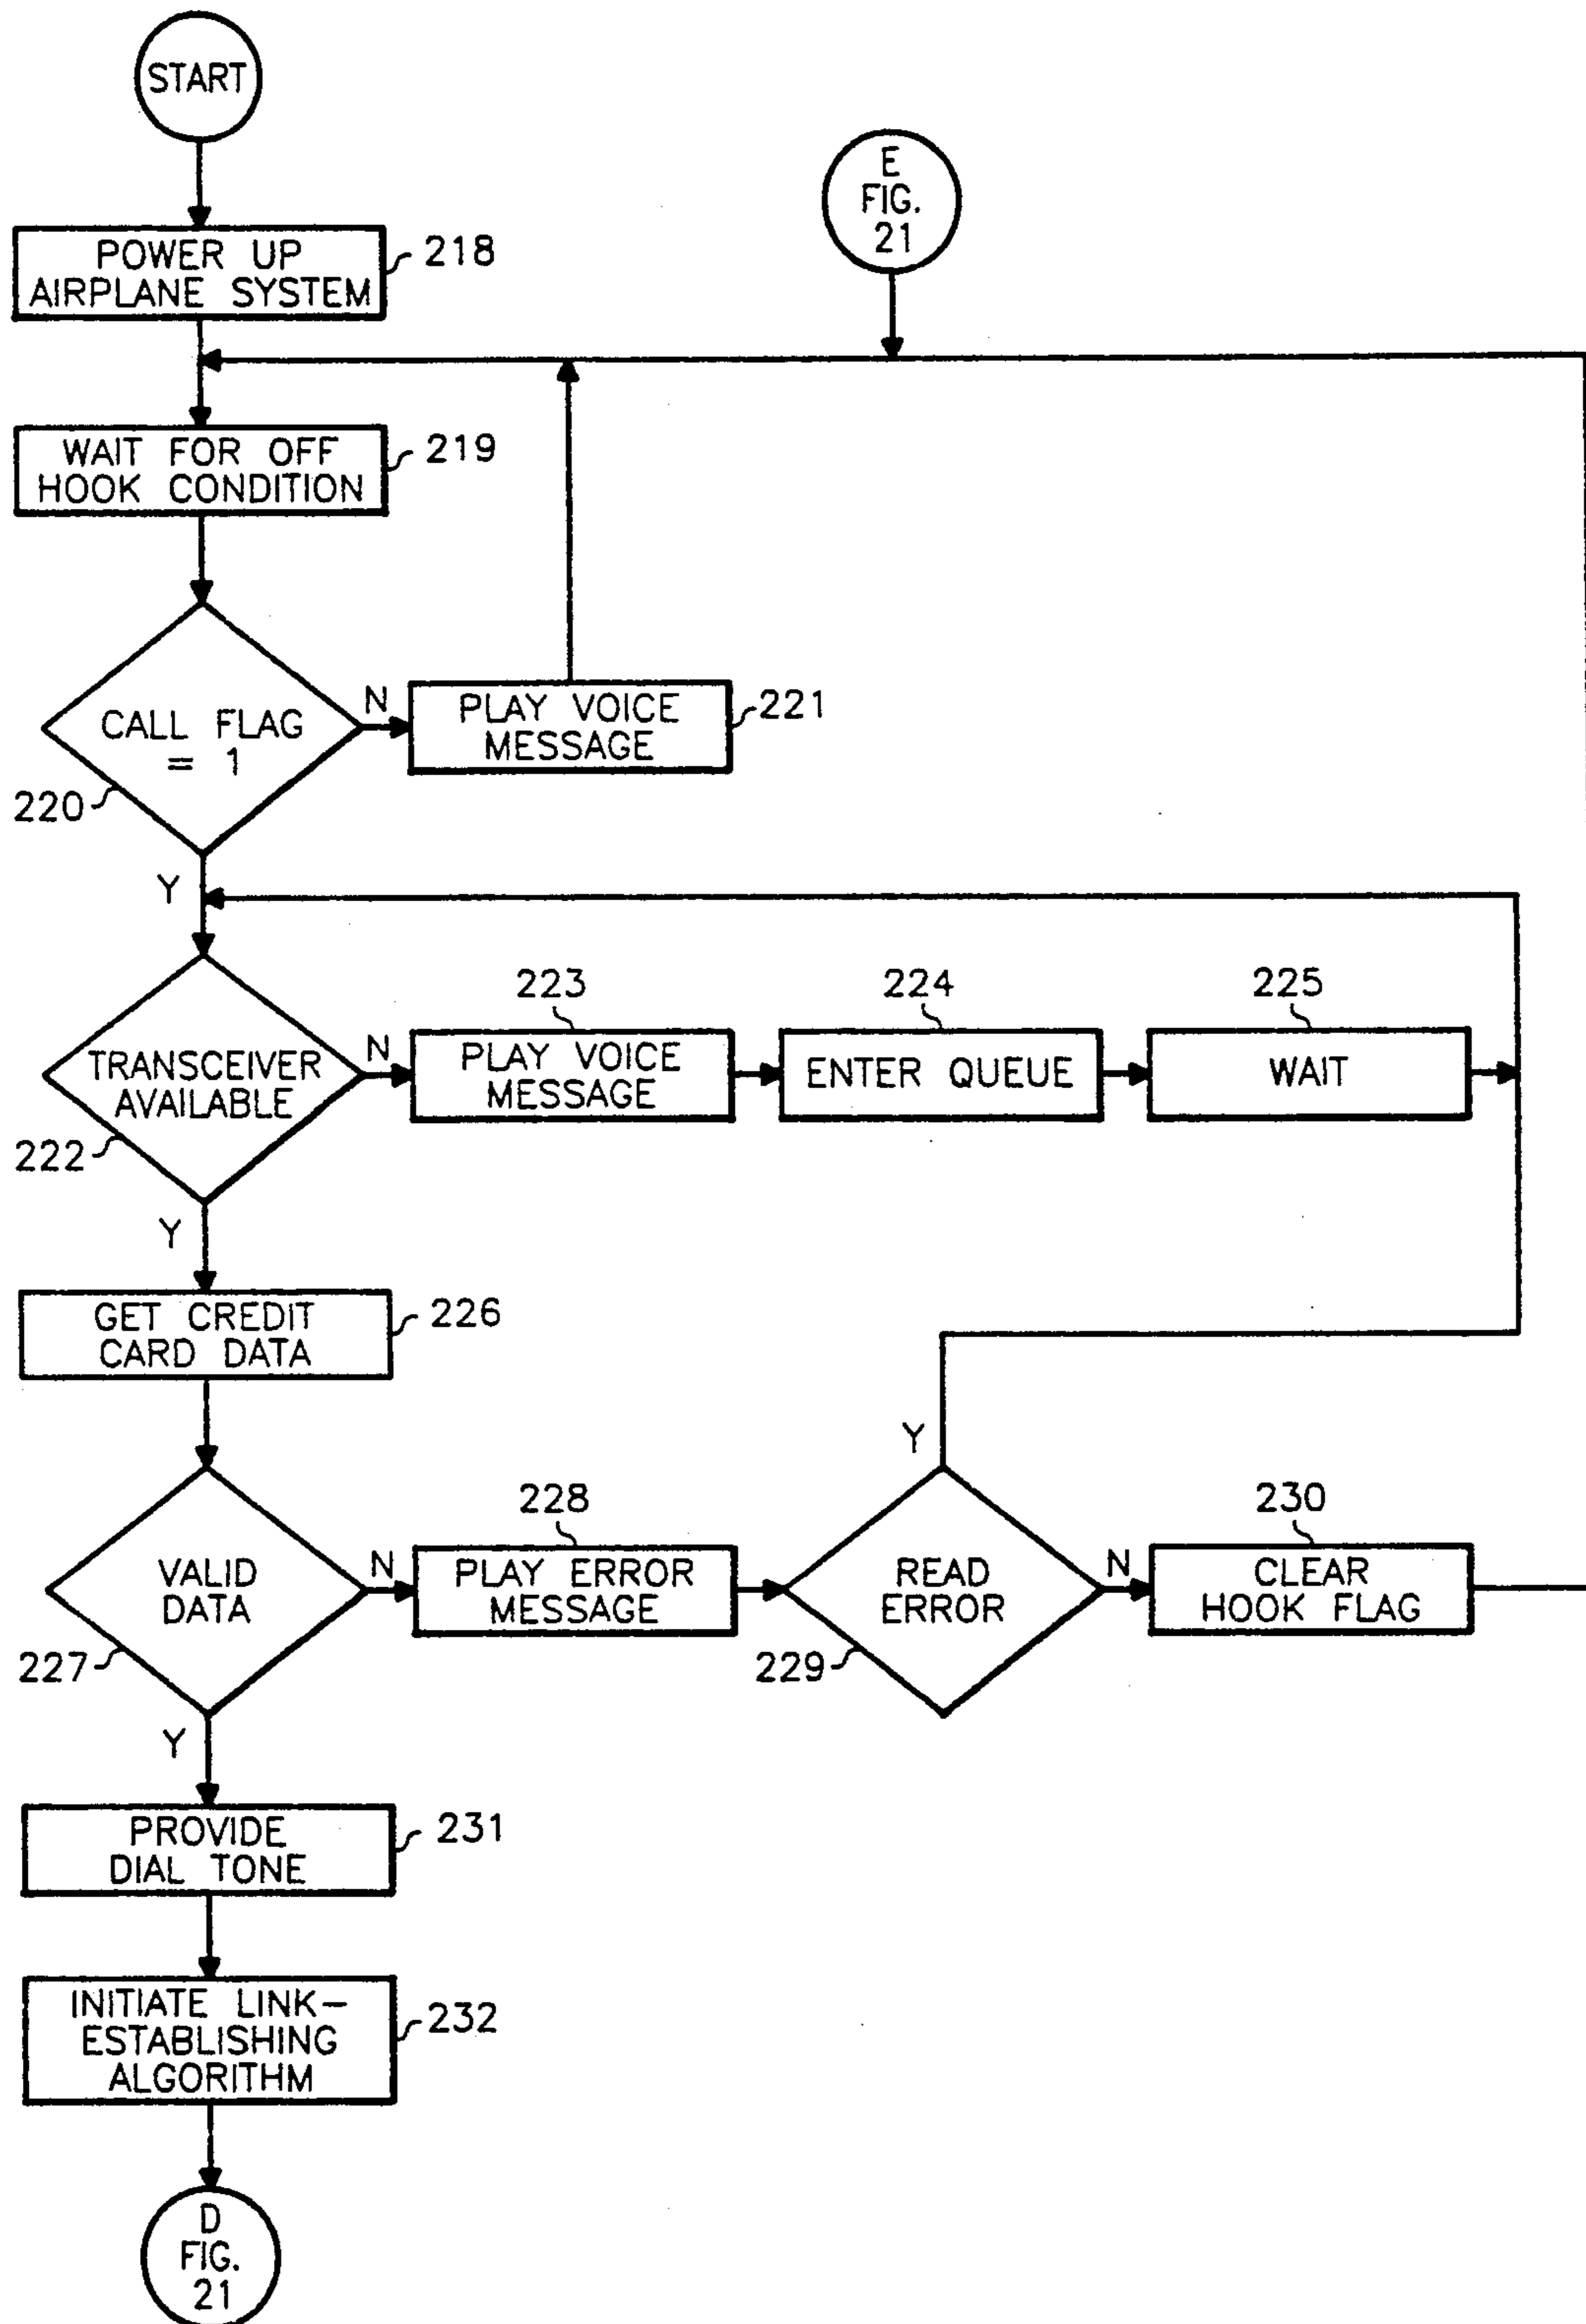 START
E
FIG.
21
POWER UP
AIRPLANE SYSTEM
218
WAIT FOR OFF
HOOK CONDITION
219
CALL FLAG
= 1
220
N
PLAY VOICE
MESSAGE
221
Y
TRANSCEIVER
AVAILABLE
222
N
223
PLAY VOICE
MESSAGE
224
ENTER QUEUE
225
WAIT
Y
GET CREDIT
CARD DATA
226
VALID
DATA
227
N
228
PLAY ERROR
MESSAGE
Y
READ
ERROR
229
N
230
CLEAR
HOOK FLAG
Y
PROVIDE
DIAL TONE
231
INITIATE LINK-
ESTABLISHING
ALGORITHM
232
D
FIG.
21